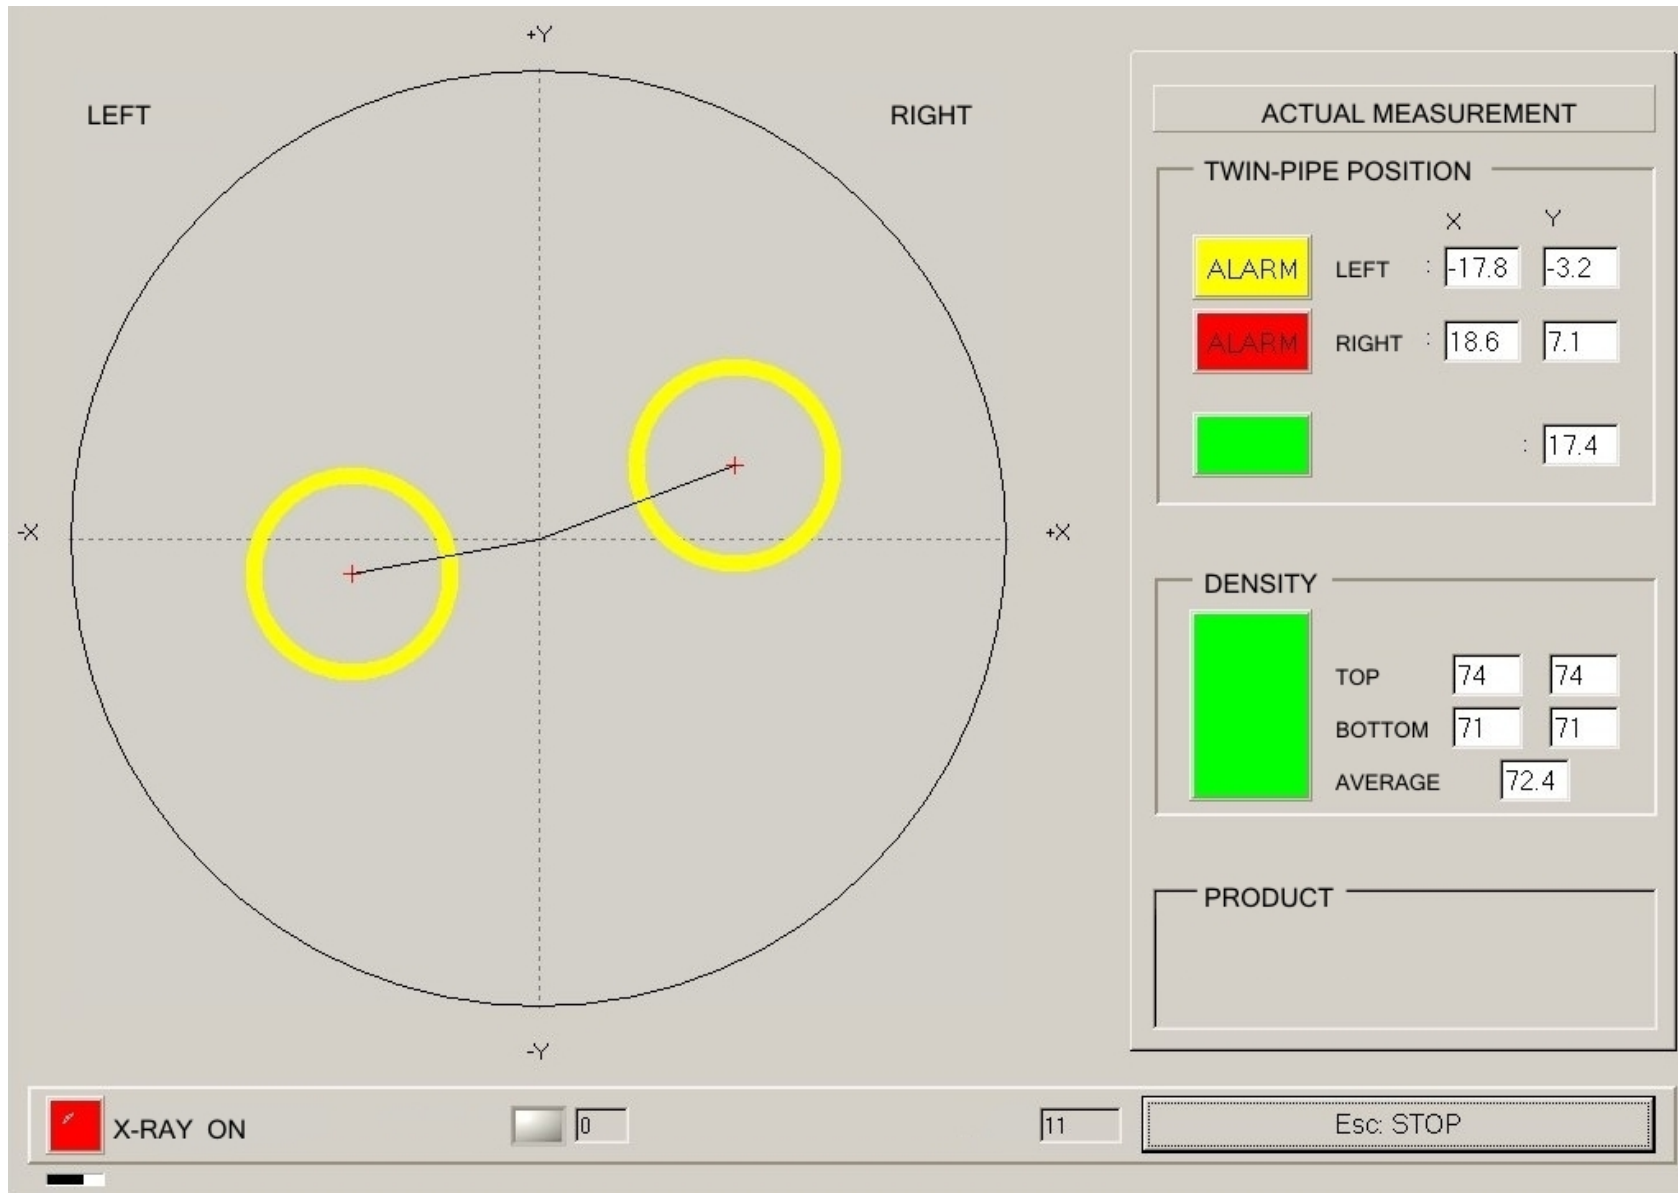 +Y
LEFT
RIGHT
-X
+X
-Y
ACTUAL MEASUREMENT
TWIN-PIPE POSITION
X Y
ALARM LEFT : -17.8 -3.2
ALARM RIGHT : 18.6 7.1
: 17.4
DENSITY
TOP 74 74
BOTTOM 71 71
AVERAGE 72.4
PRODUCT
X-RAY ON 0 11 Esc: STOP